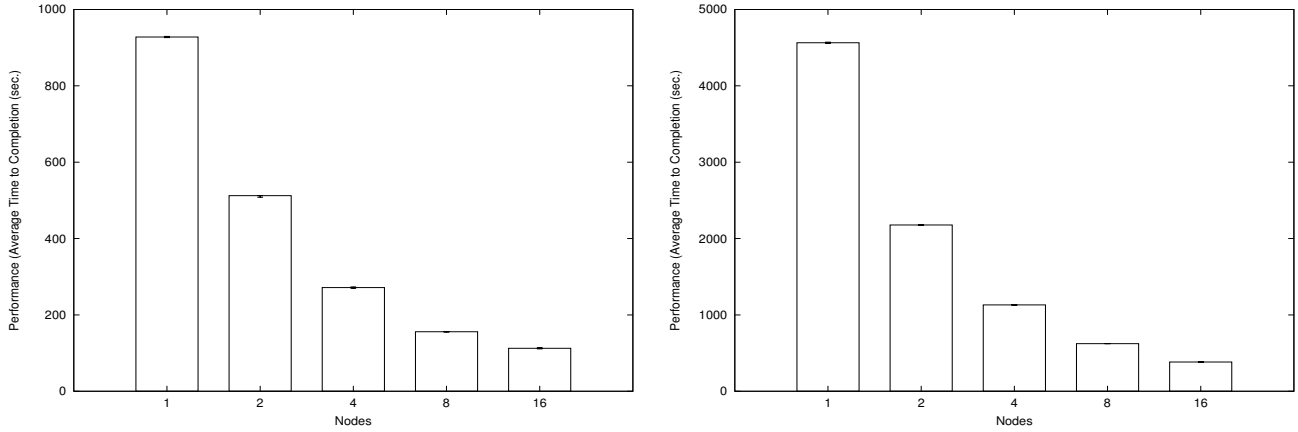 Performance (Average Time to Completion (sec.)
1000
800
600
400
200
0
1 2 4 8 16
Nodes
Performance (Average Time to Completion (sec.)
5000
4000
3000
2000
1000
0
1 2 4 8 16
Nodes